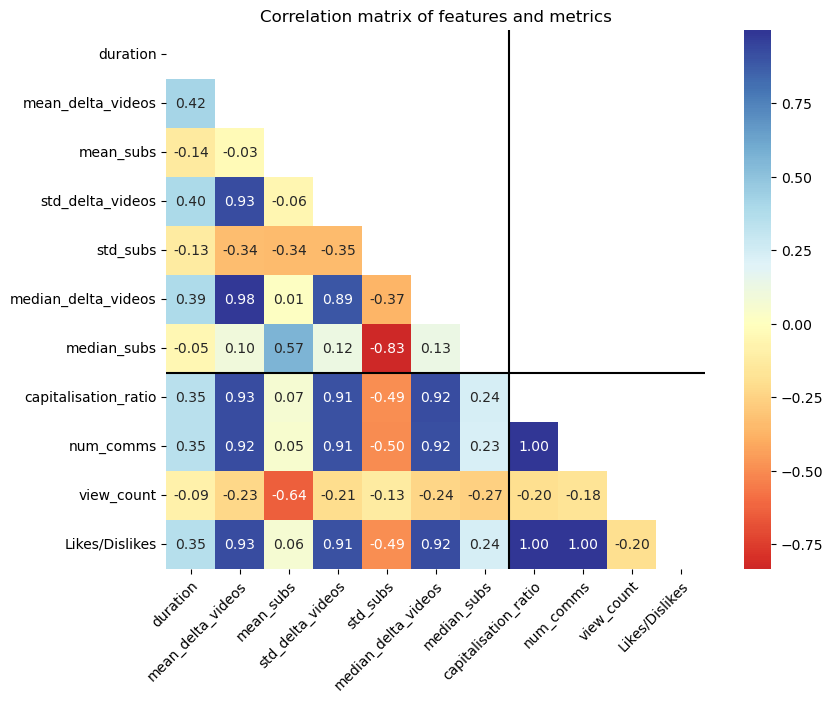 Correlation matrix of features and metrics
duration
mean_delta_videos 0.42
mean_subs -0.14 -0.03
std_delta_videos 0.40 0.93 -0.06
std_subs -0.13 -0.34 -0.34 -0.35
median_delta_videos 0.39 0.98 0.01 0.89 -0.37
median_subs -0.05 0.10 0.57 0.12 -0.83 0.13
capitalisation_ratio 0.35 0.93 0.07 0.91 -0.49 0.92 0.24
num_comms 0.35 0.92 0.05 0.91 -0.50 0.92 0.23 1.00
view_count -0.09 -0.23 -0.64 -0.21 -0.13 -0.24 -0.27 -0.20 -0.18
Likes/Dislikes 0.35 0.93 0.06 0.91 -0.49 0.92 0.24 1.00 1.00 -0.20
duration
mean_delta_videos
mean_subs
std_delta_videos
std_subs
median_delta_videos
median_subs
capitalisation_ratio
num_comms
view_count
Likes/Dislikes
0.75
0.50
0.25
0.00
−0.25
−0.50
−0.75